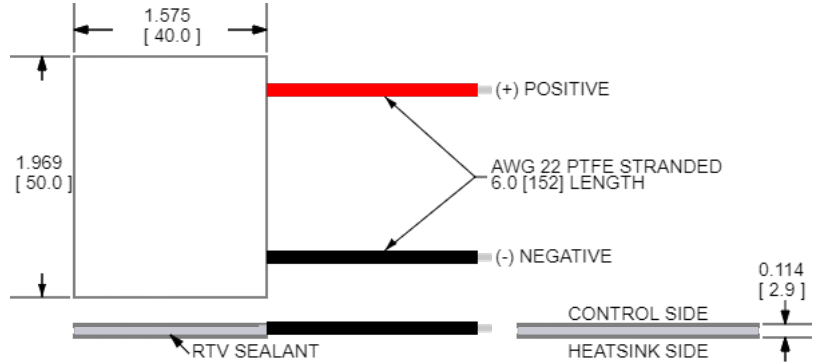 1.575
[ 40.0 ]
(+) POSITIVE
1.969
[ 50.0 ]
AWG 22 PTFE STRANDED
6.0 [152] LENGTH
(-) NEGATIVE
0.114
[ 2.9 ]
CONTROL SIDE
RTV SEALANT
HEATSINK SIDE